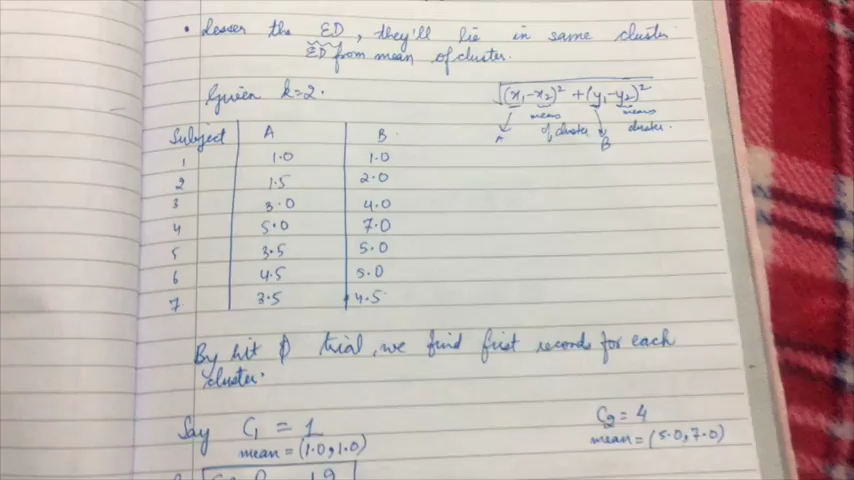 • Lesser the ED, they'll lie in same cluster
ED from mean of cluster.
Given k=2.
√(x₁-x₂)² + (y₁-y₂)²
means of cluster
means cluster.
A
B
Subject A B
1 1.0 1.0
2 1.5 2.0
3 3.0 4.0
4 5.0 7.0
5 3.5 5.0
6 4.5 5.0
7 3.5 4.5
By hit & trial, we find first records for each
cluster.
Say C₁ = 1 C₂ = 4
mean = (1.0, 1.0) mean = (5.0, 7.0)